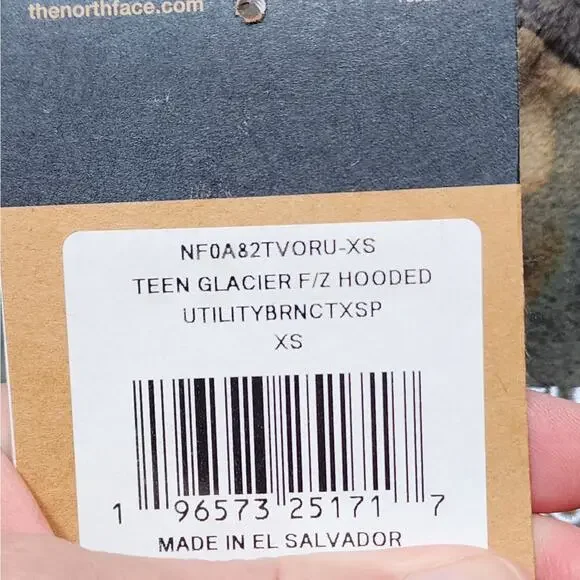 thenorthface.com
NF0A82TVORU-XS
TEEN GLACIER F/Z HOODED
UTILITYBRNCTXSP
XS
1 96573 25171 7
MADE IN EL SALVADOR